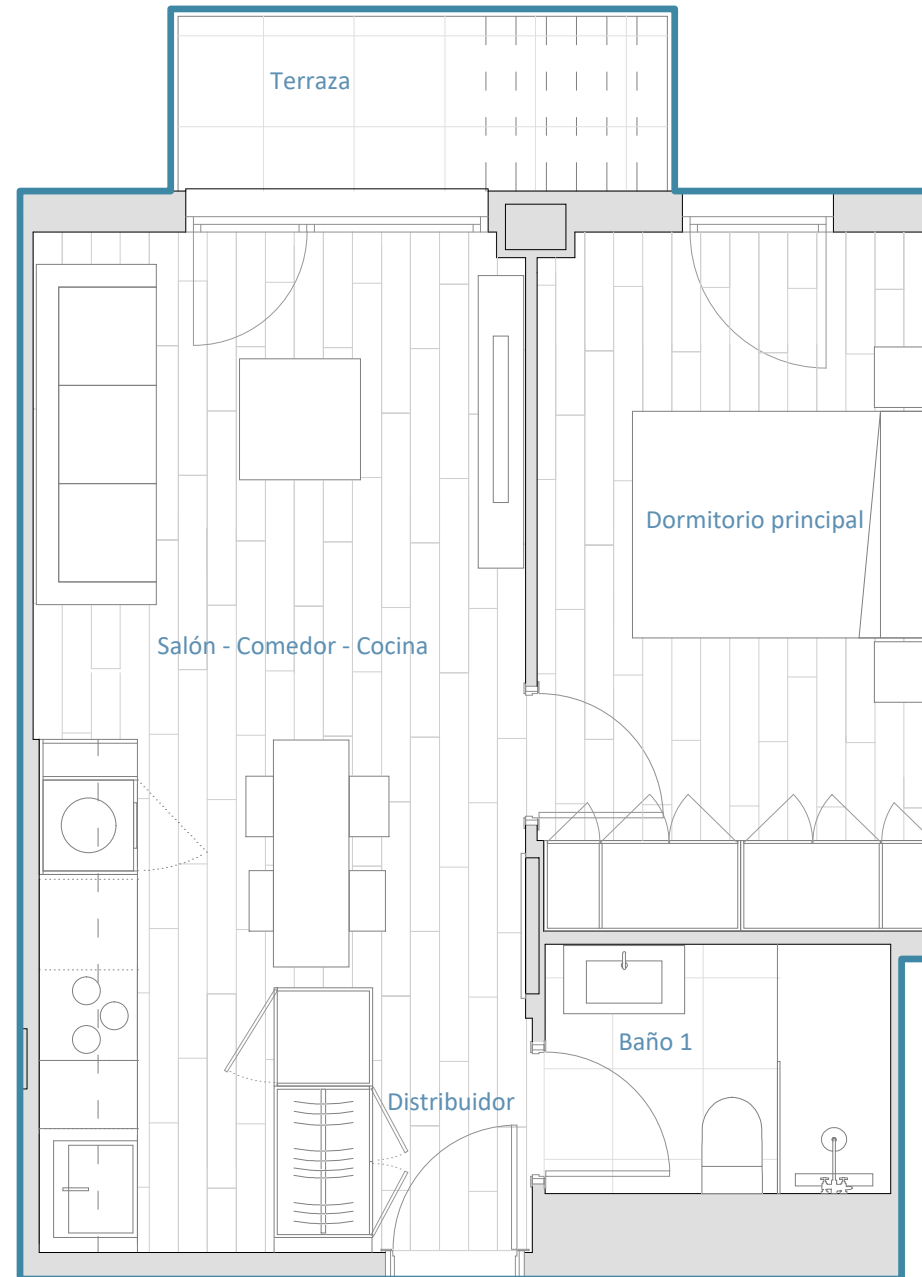 Terraza
Dormitorio principal
Salón - Comedor - Cocina
Baño 1
Distribuidor